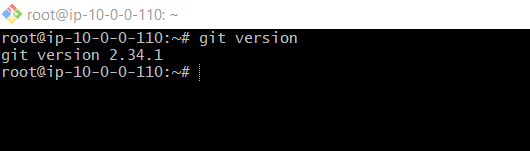 root@ip-10-0-0-110: ~
root@ip-10-0-0-110:~# git version
git version 2.34.1
root@ip-10-0-0-110:~#